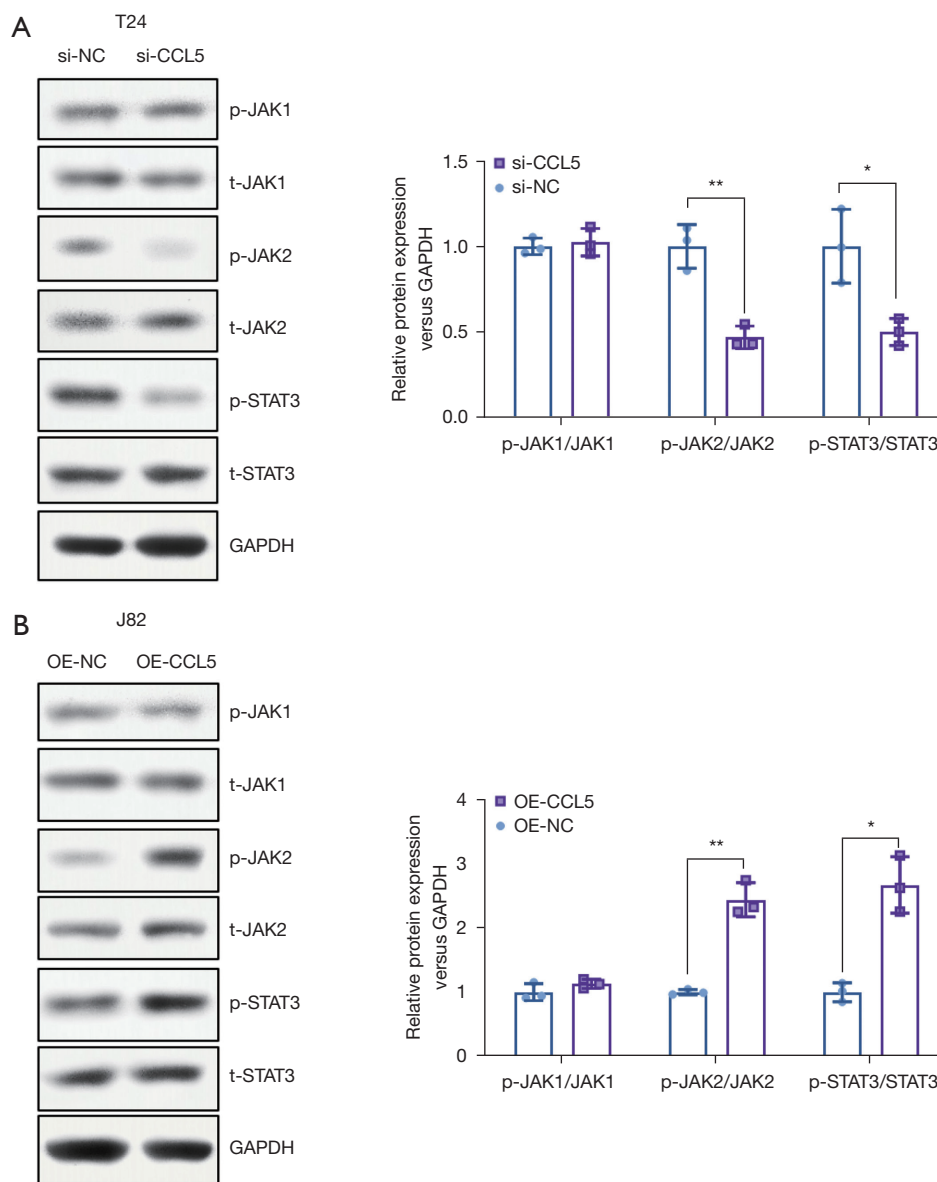 A
T24
si-NC si-CCL5
p-JAK1
t-JAK1
p-JAK2
t-JAK2
p-STAT3
t-STAT3
GAPDH
Relative protein expression
versus GAPDH
1.5
1.0
0.5
0.0
si-CCL5
si-NC
**
*
p-JAK1/JAK1 p-JAK2/JAK2 p-STAT3/STAT3
B
J82
OE-NC OE-CCL5
p-JAK1
t-JAK1
p-JAK2
t-JAK2
p-STAT3
t-STAT3
GAPDH
Relative protein expression
versus GAPDH
4
3
2
1
0
OE-CCL5
OE-NC
**
*
p-JAK1/JAK1 p-JAK2/JAK2 p-STAT3/STAT3